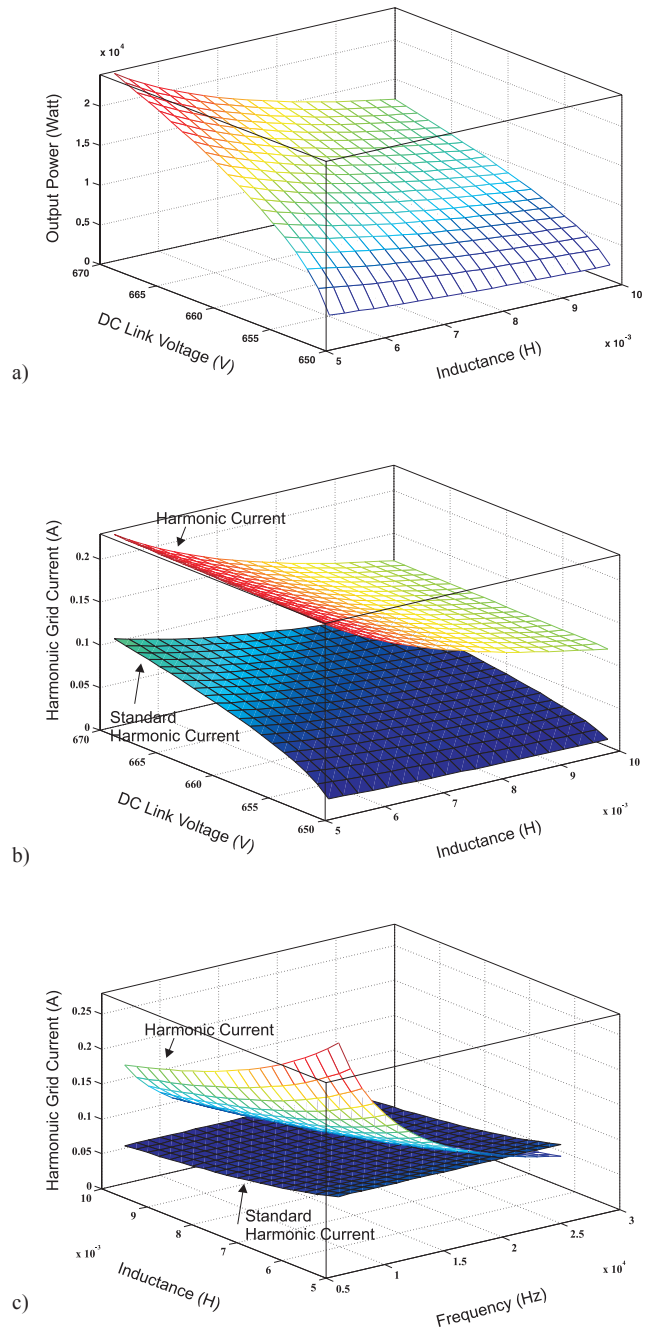 x 10⁴
2
1.5
1
0.5
0
Output Power (Watt)
670
665
660
655
650
DC Link Voltage (V)
5
6
7
8
9
10
x 10⁻³
Inductance (H)
a)
Harmonic Current
0.2
0.15
0.1
0.05
0
Harmonuic Grid Current (A)
Standard
Harmonic Current
670
665
660
655
650
DC Link Voltage (V)
5
6
7
8
9
10
x 10⁻³
Inductance (H)
b)
0.25
0.2
0.15
0.1
0.05
0
Harmonuic Grid Current (A)
Harmonic Current
Standard
Harmonic Current
10
9
8
7
6
5
x 10⁻³
Inductance (H)
0.5
1
1.5
2
2.5
3
x 10⁴
Frequency (Hz)
c)